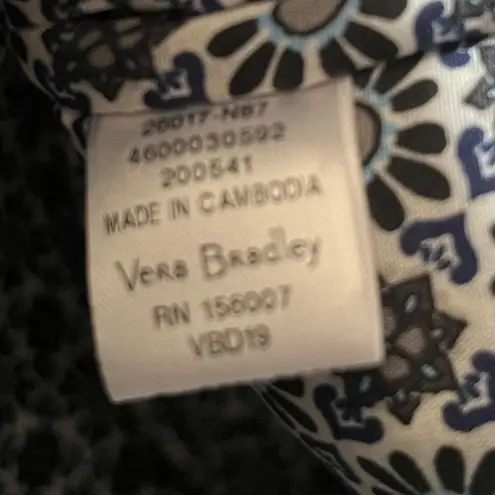 26017-N87
4600030592
200541
MADE IN CAMBODIA
Vera Bradley
RN 156007
VBD19